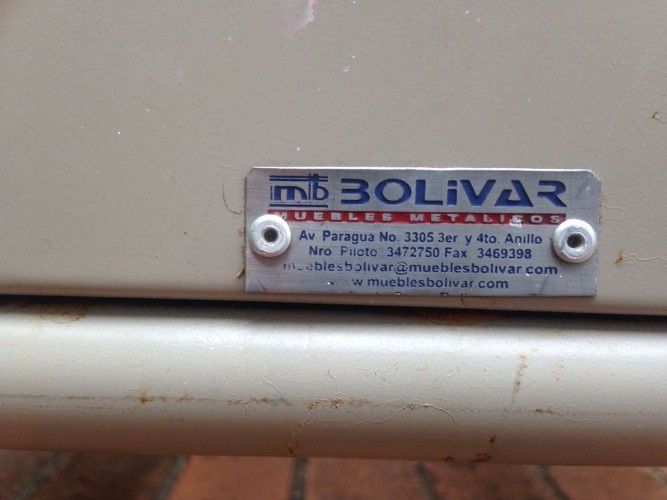 mb BOLiVAR
MUEBLES METALICOS
Av Paragua No. 3305 3er y 4to. Anillo
Nro Piloto 3472750 Fax 3469398
mueblesbolivar@mueblesbolivar.com
w mueblesbolivar.com